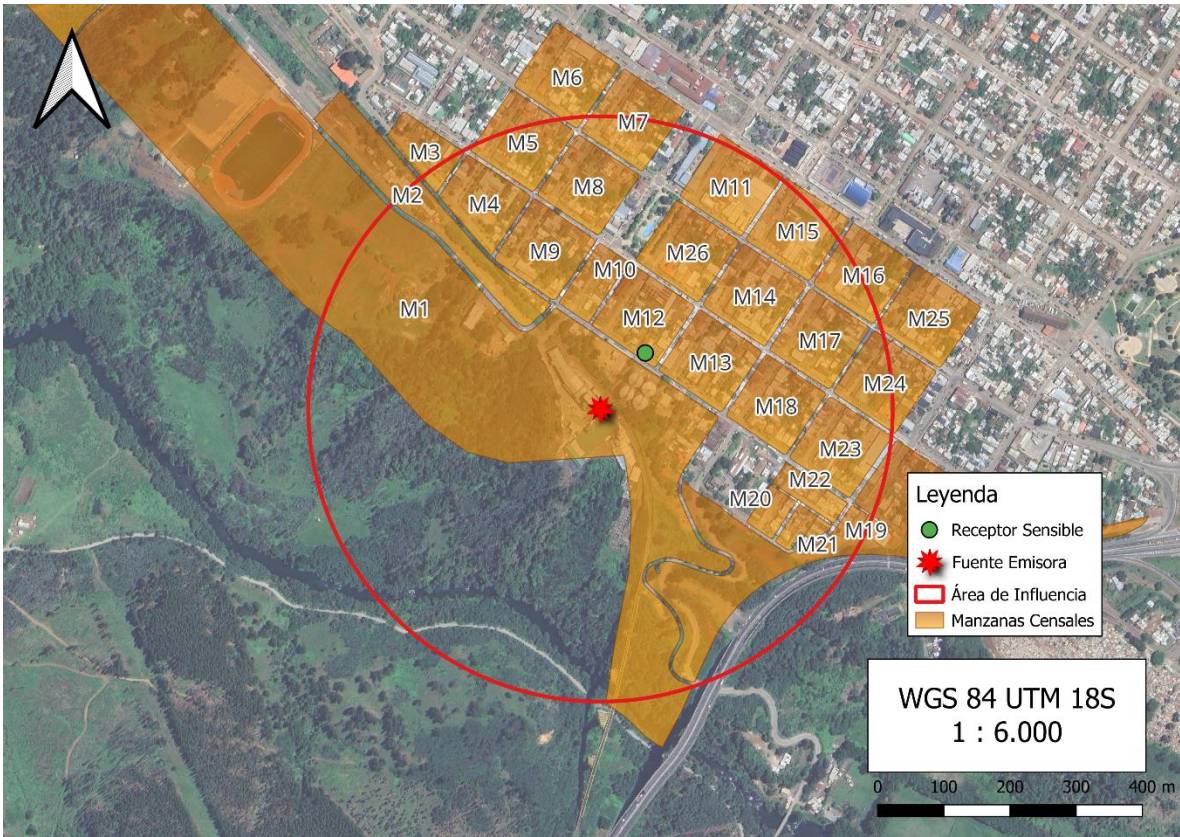 M6
M7
M5
M3
M11
M8
M2
M4
M15
M26
M9
M10
M16
M14
M1
M12
M25
M17
M13
M24
M18
M23
M22
M20
M19
M21
Leyenda
Receptor Sensible
Fuente Emisora
Área de Influencia
Manzanas Censales
WGS 84 UTM 18S
1 : 6.000
0 100 200 300 400 m